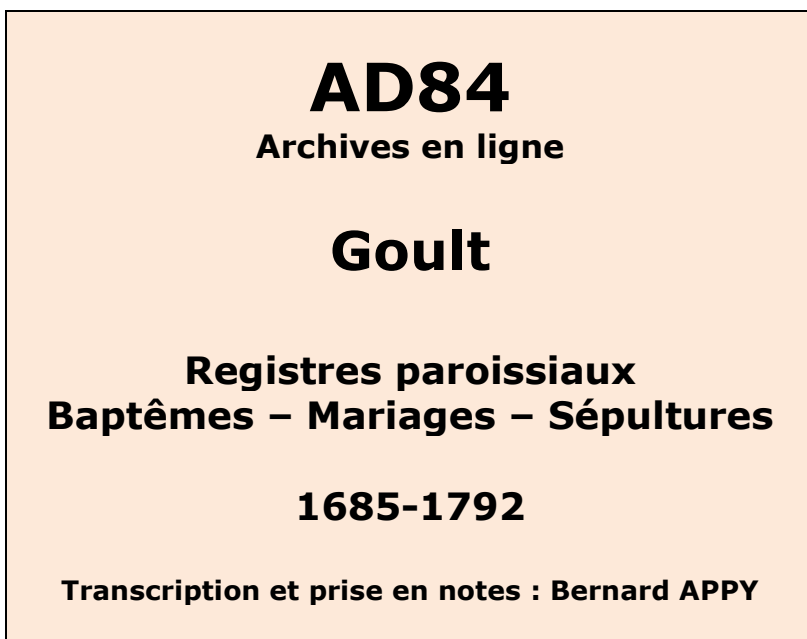 AD84
Archives en ligne
Goult
Registres paroissiaux
Baptêmes – Mariages – Sépultures
1685-1792
Transcription et prise en notes : Bernard APPY